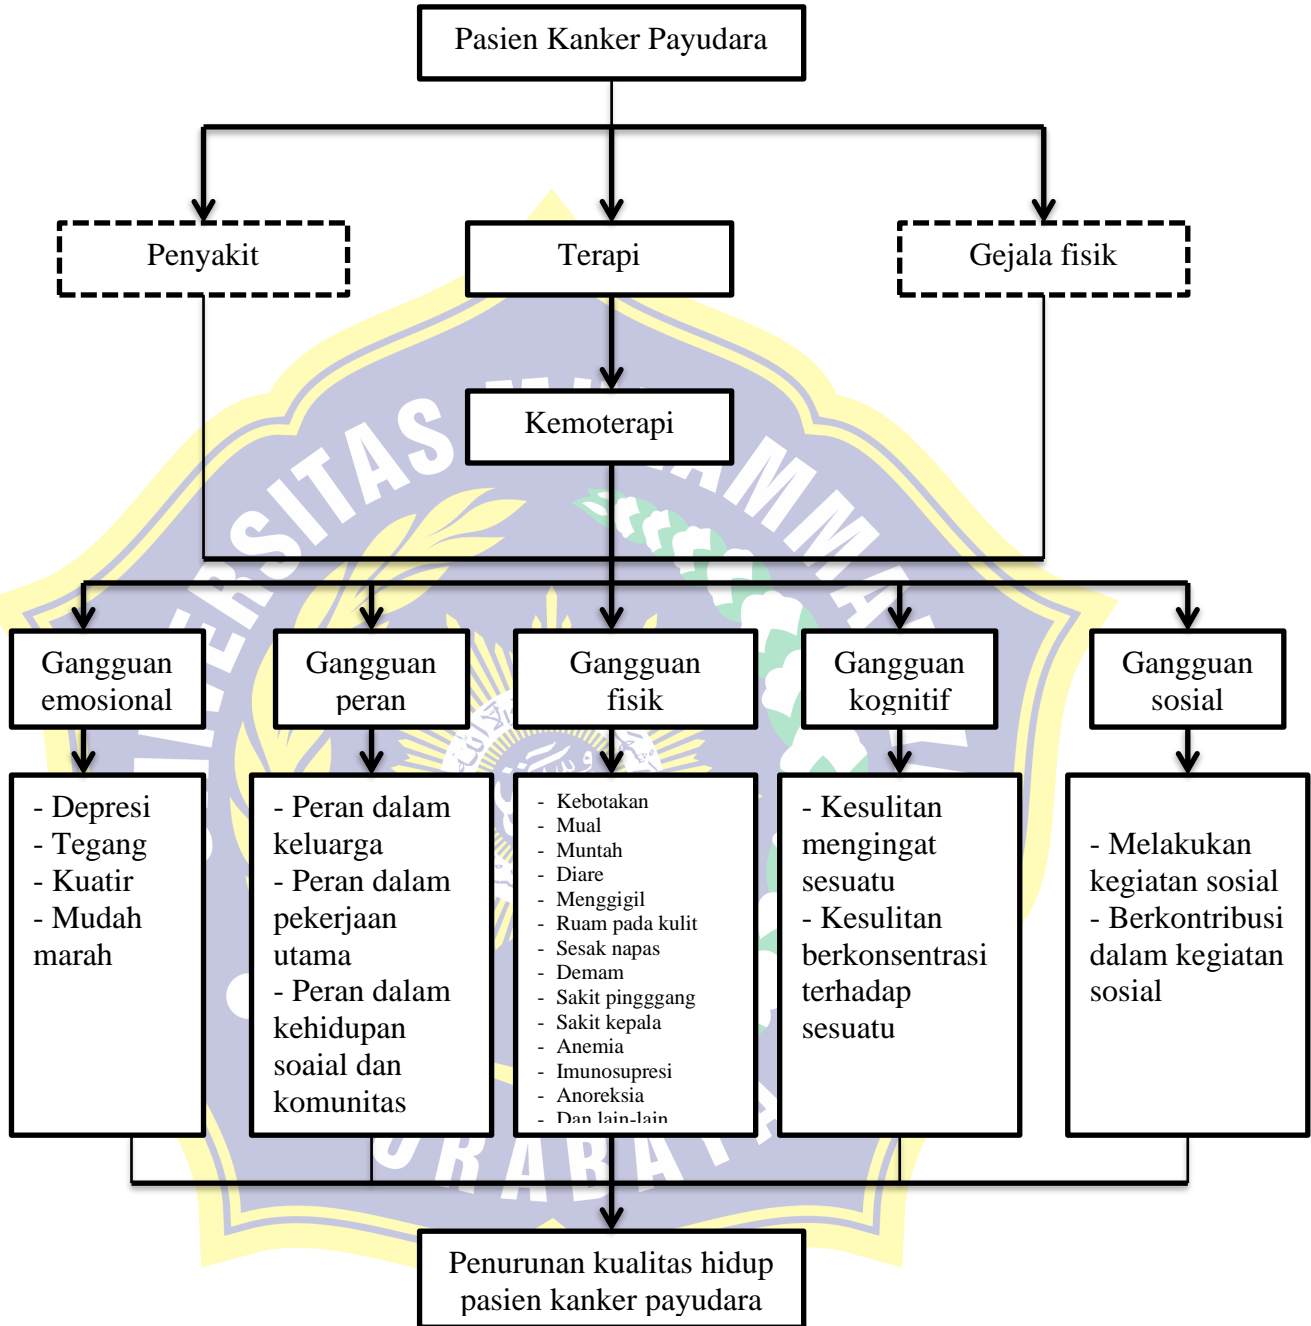 Pasien Kanker Payudara
Penyakit
Terapi
Gejala fisik
Kemoterapi
Gangguan
emosional
Gangguan
peran
Gangguan
fisik
Gangguan
kognitif
Gangguan
sosial
- Depresi
- Tegang
- Kuatir
- Mudah
marah
- Peran dalam
keluarga
- Peran dalam
pekerjaan
utama
- Peran dalam
kehidupan
soaial dan
komunitas
- Kebotakan
- Mual
- Muntah
- Diare
- Menggigil
- Ruam pada kulit
- Sesak napas
- Demam
- Sakit pingggang
- Sakit kepala
- Anemia
- Imunosupresi
- Anoreksia
- Dan lain-lain
- Kesulitan
mengingat
sesuatu
- Kesulitan
berkonsentrasi
terhadap
sesuatu
- Melakukan
kegiatan sosial
- Berkontribusi
dalam kegiatan
sosial
Penurunan kualitas hidup
pasien kanker payudara